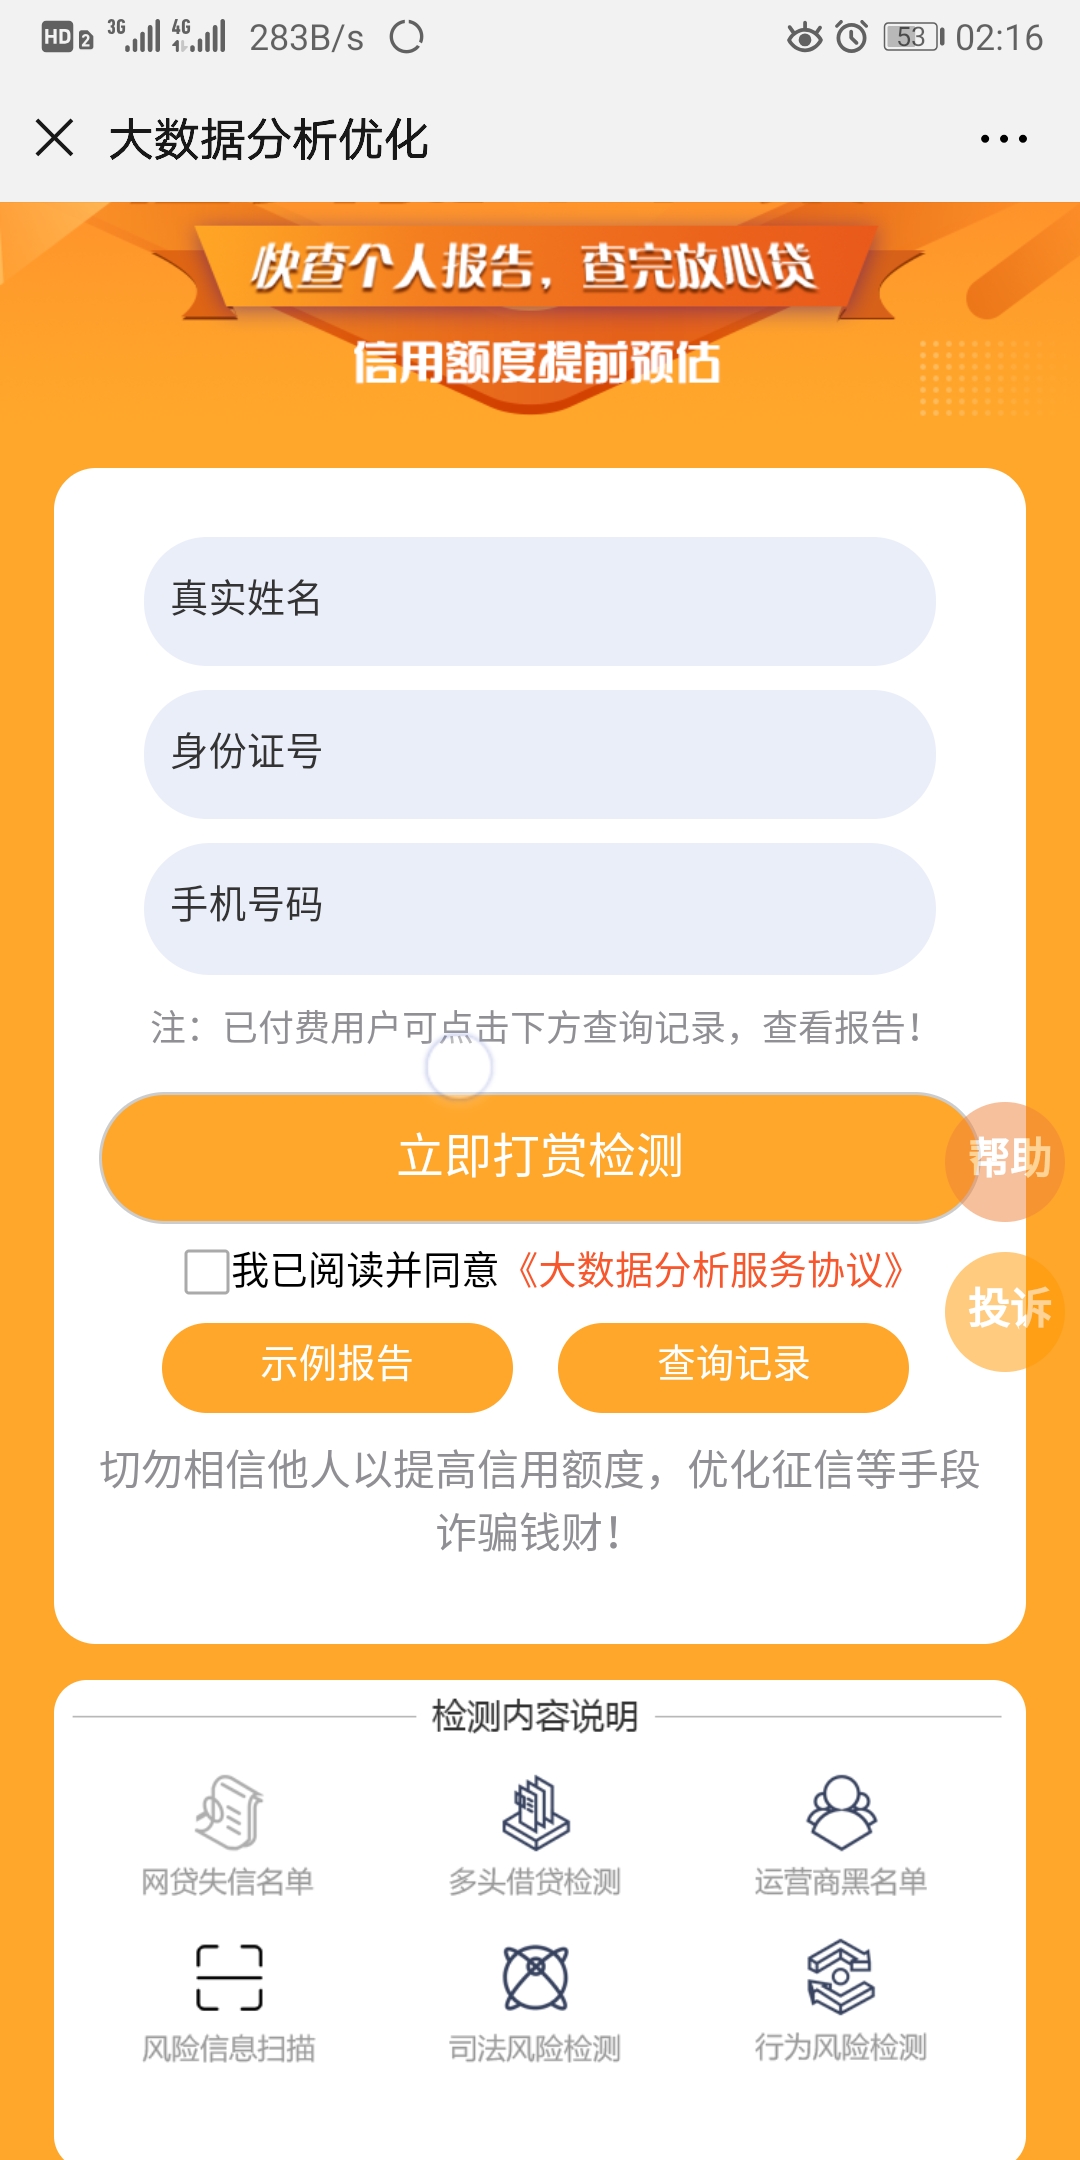 HD 2 3G 4G 283B/s 53 02:16
大数据分析优化
快查个人报告，查完放心贷
信用额度提前预估
真实姓名
身份证号
手机号码
注：已付费用户可点击下方查询记录，查看报告！
立即打赏检测
帮助
我已阅读并同意《大数据分析服务协议》
投诉
示例报告 查询记录
切勿相信他人以提高信用额度，优化征信等手段
诈骗钱财！
检测内容说明
网贷失信名单 多头借贷检测 运营商黑名单
风险信息扫描 司法风险检测 行为风险检测